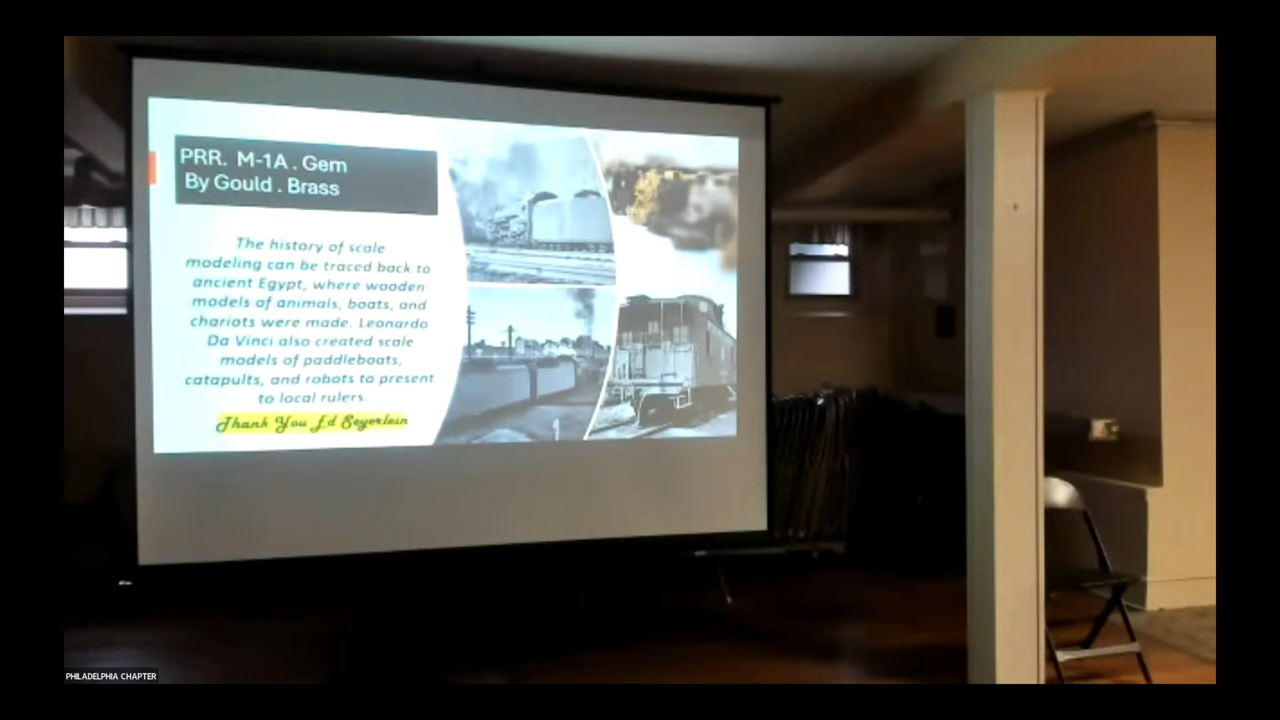 PRR. M-1A . Gem
By Gould . Brass
The history of scale
modeling can be traced back to
ancient Egypt, where wooden
models of animals, boats, and
chariots were made. Leonardo
Da Vinci also created scale
models of paddleboats,
catapults, and robots to present
to local rulers.
Thank You Ed Seyerlein
PHILADELPHIA CHAPTER